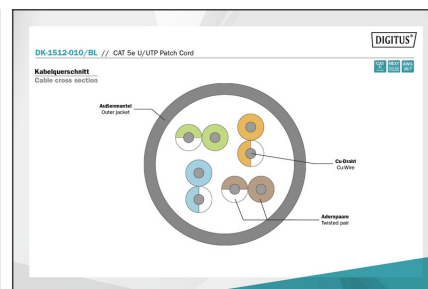 DIGITUS®
DK-1512-010/BL // CAT 5e U/UTP Patch Cord
Kabelquerschnitt
Cable cross section
Außenmantel
Outer jacket
Cu-Draht
Cu-Wire
Adernpaare
Twisted pair